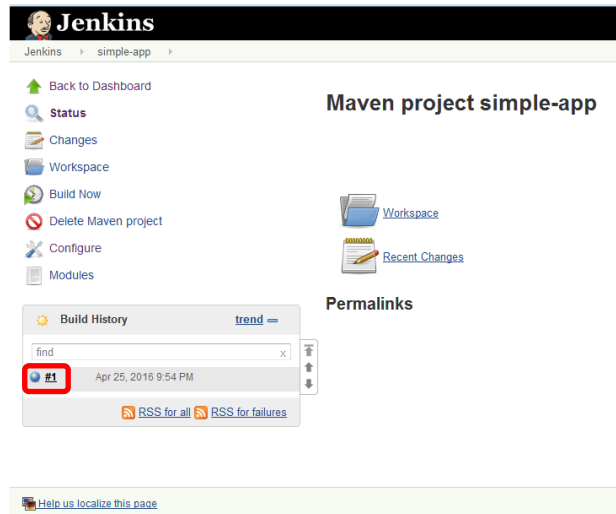 Jenkins
Jenkins simple-app
Back to Dashboard
Status
Changes
Workspace
Build Now
Delete Maven project
Configure
Modules
Build History trend
find x
#1 Apr 25, 2016 9:54 PM
RSS for all RSS for failures
Maven project simple-app
Workspace
Recent Changes
Permalinks
Help us localize this page